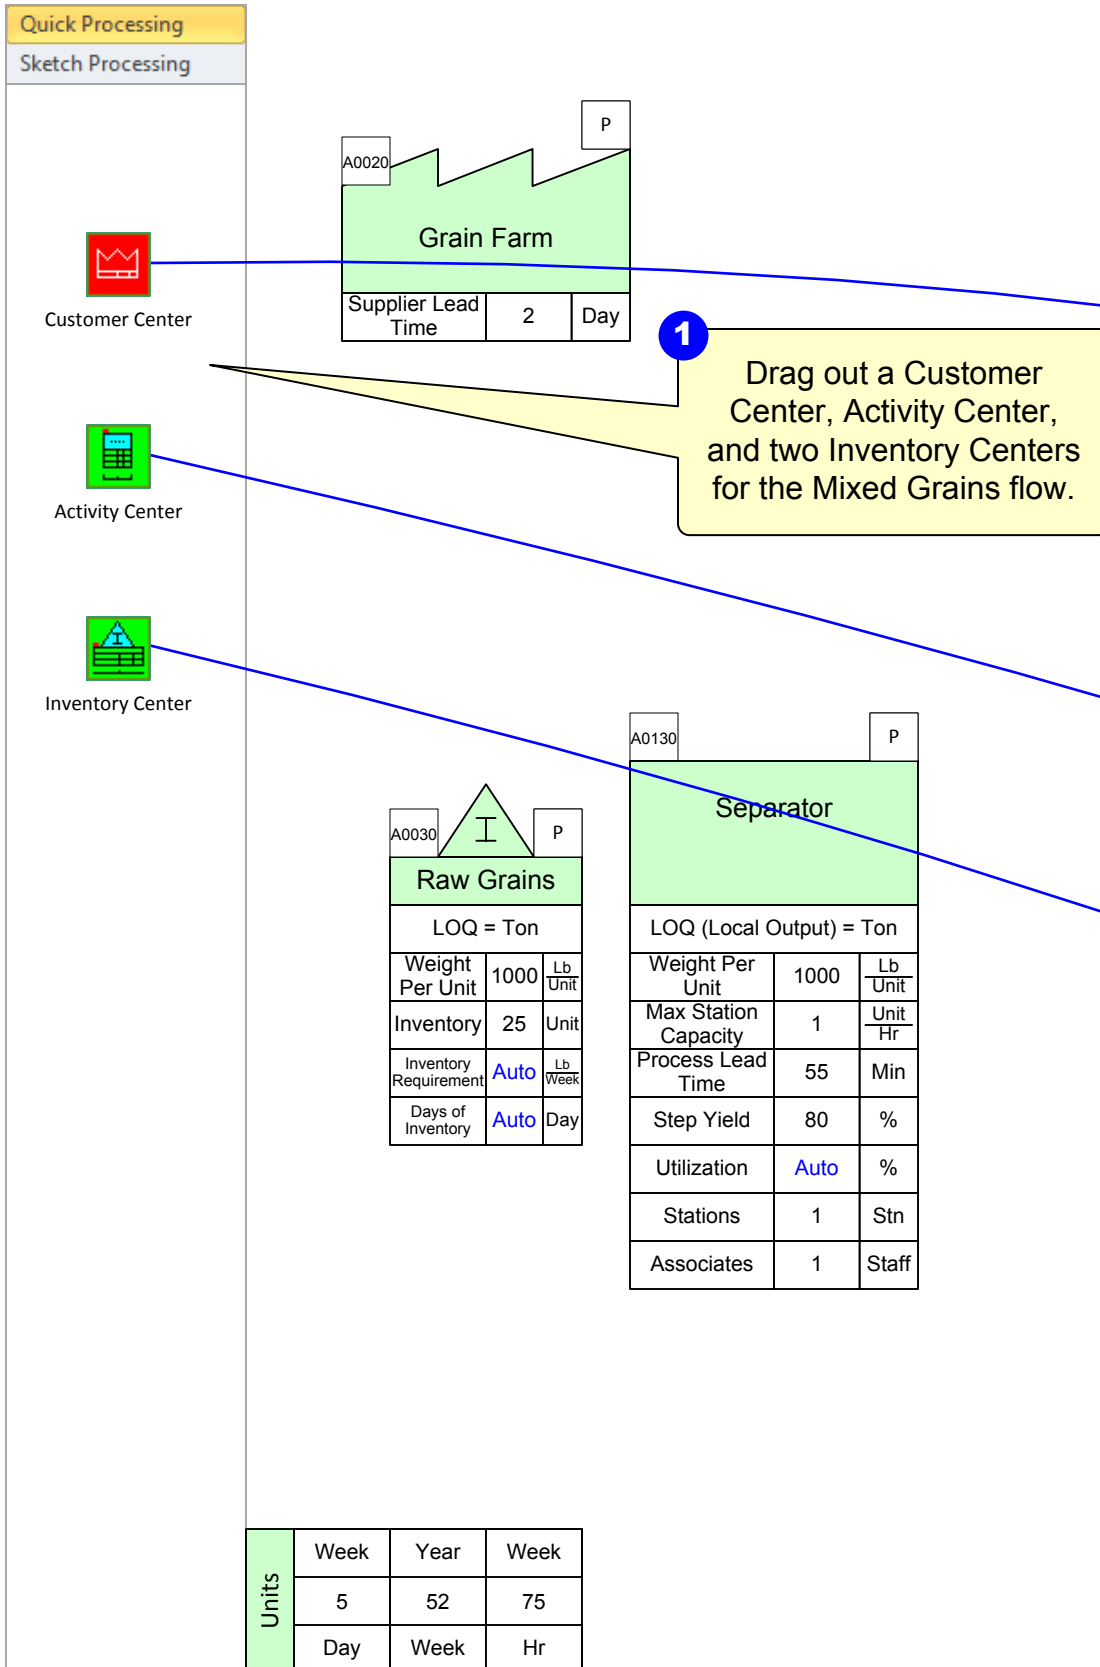 Quick Processing
Sketch Processing
Customer Center
Activity Center
Inventory Center
A0020
P
Grain Farm
Supplier Lead
Time
2
Day
1
Drag out a Customer
Center, Activity Center,
and two Inventory Centers
for the Mixed Grains flow.
A0030
I
P
Raw Grains
LOQ = Ton
Weight
Per Unit
1000
Lb
Unit
Inventory
25
Unit
Inventory
Requirement
Auto
Lb
Week
Days of
Inventory
Auto
Day
A0130
P
Separator
LOQ (Local Output) = Ton
Weight Per
Unit
1000
Lb
Unit
Max Station
Capacity
1
Unit
Hr
Process Lead
Time
55
Min
Step Yield
80
%
Utilization
Auto
%
Stations
1
Stn
Associates
1
Staff
Units
Week
Year
Week
5
52
75
Day
Week
Hr